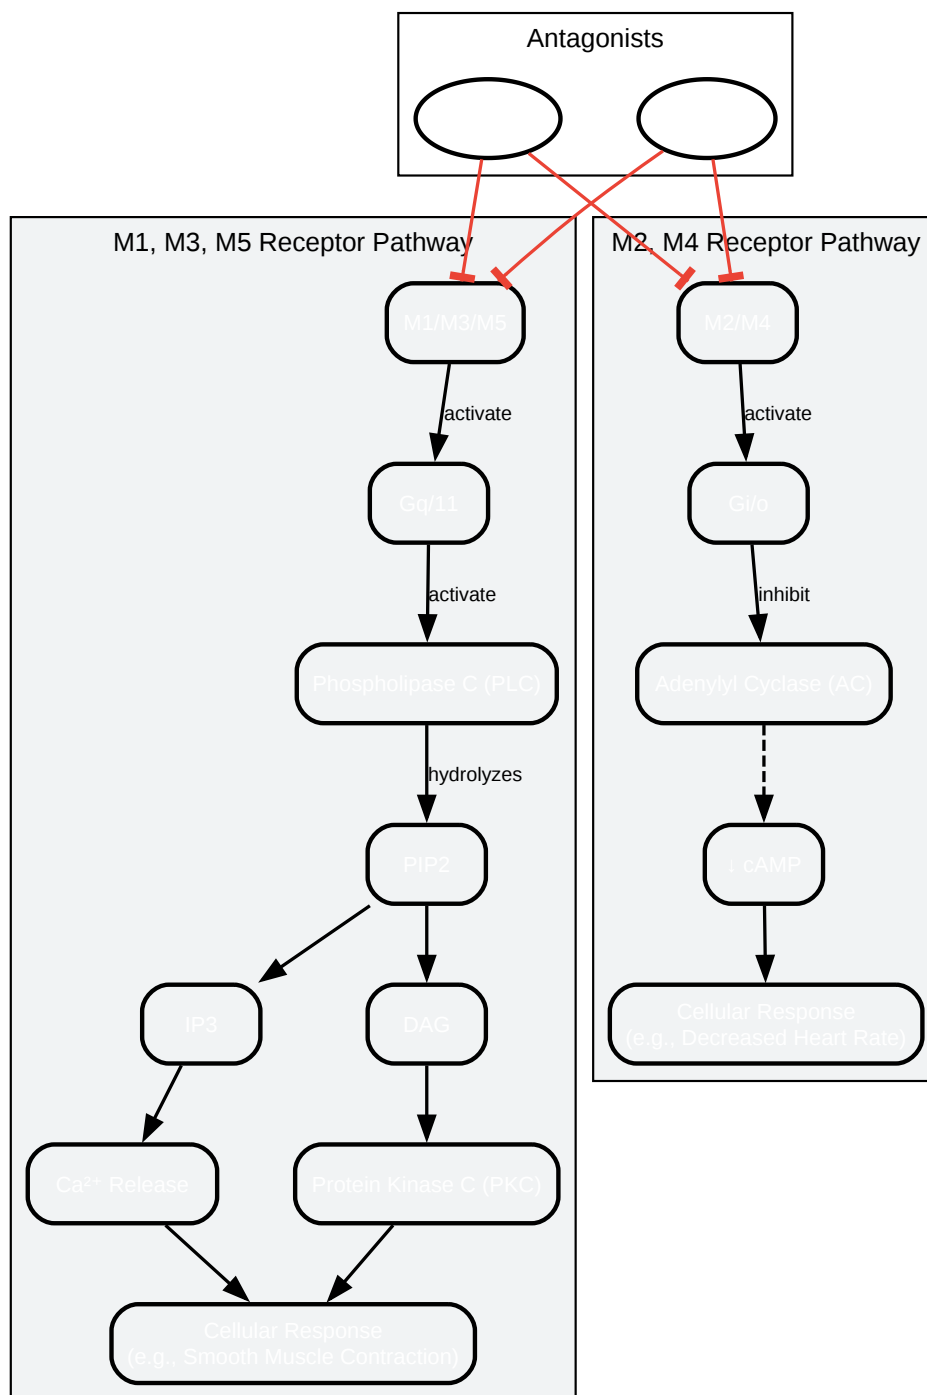 Antagonists
M1, M3, M5 Receptor Pathway
M2, M4 Receptor Pathway
M1/M3/M5
M2/M4
activate
activate
Gq/11
Gi/o
activate
inhibit
Phospholipase C (PLC)
Adenylyl Cyclase (AC)
hydrolyzes
PIP2
↓ cAMP
IP3
DAG
Cellular Response
(e.g., Decreased Heart Rate)
Ca²⁺ Release
Protein Kinase C (PKC)
Cellular Response
(e.g., Smooth Muscle Contraction)